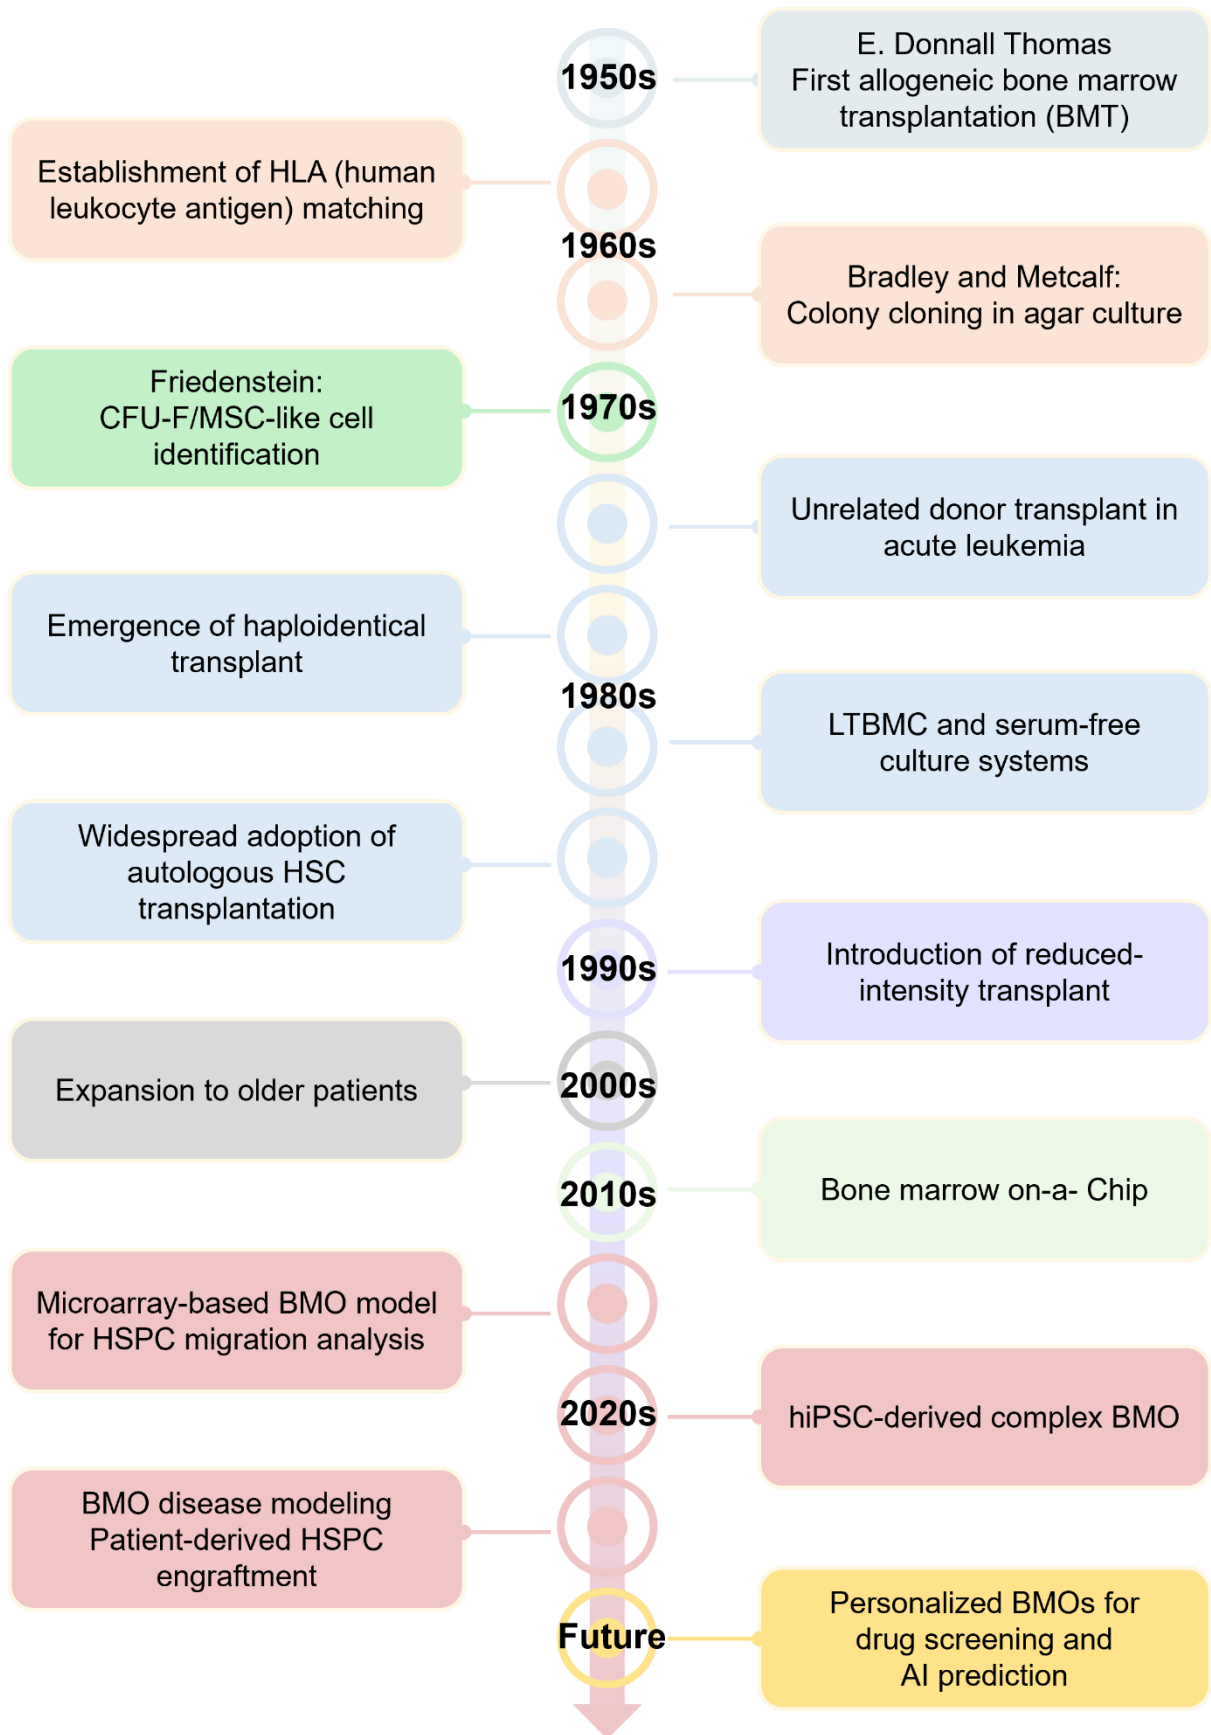 1950s
E. Donnall Thomas
First allogeneic bone marrow
transplantation (BMT)
Establishment of HLA (human
leukocyte antigen) matching
1960s
Bradley and Metcalf:
Colony cloning in agar culture
Friedenstein:
CFU-F/MSC-like cell
identification
1970s
Unrelated donor transplant in
acute leukemia
Emergence of haploidentical
transplant
1980s
LTBMC and serum-free
culture systems
Widespread adoption of
autologous HSC
transplantation
1990s
Introduction of reduced-
intensity transplant
Expansion to older patients
2000s
2010s
Bone marrow on-a- Chip
Microarray-based BMO model
for HSPC migration analysis
2020s
hiPSC-derived complex BMO
BMO disease modeling
Patient-derived HSPC
engraftment
Future
Personalized BMOs for
drug screening and
AI prediction